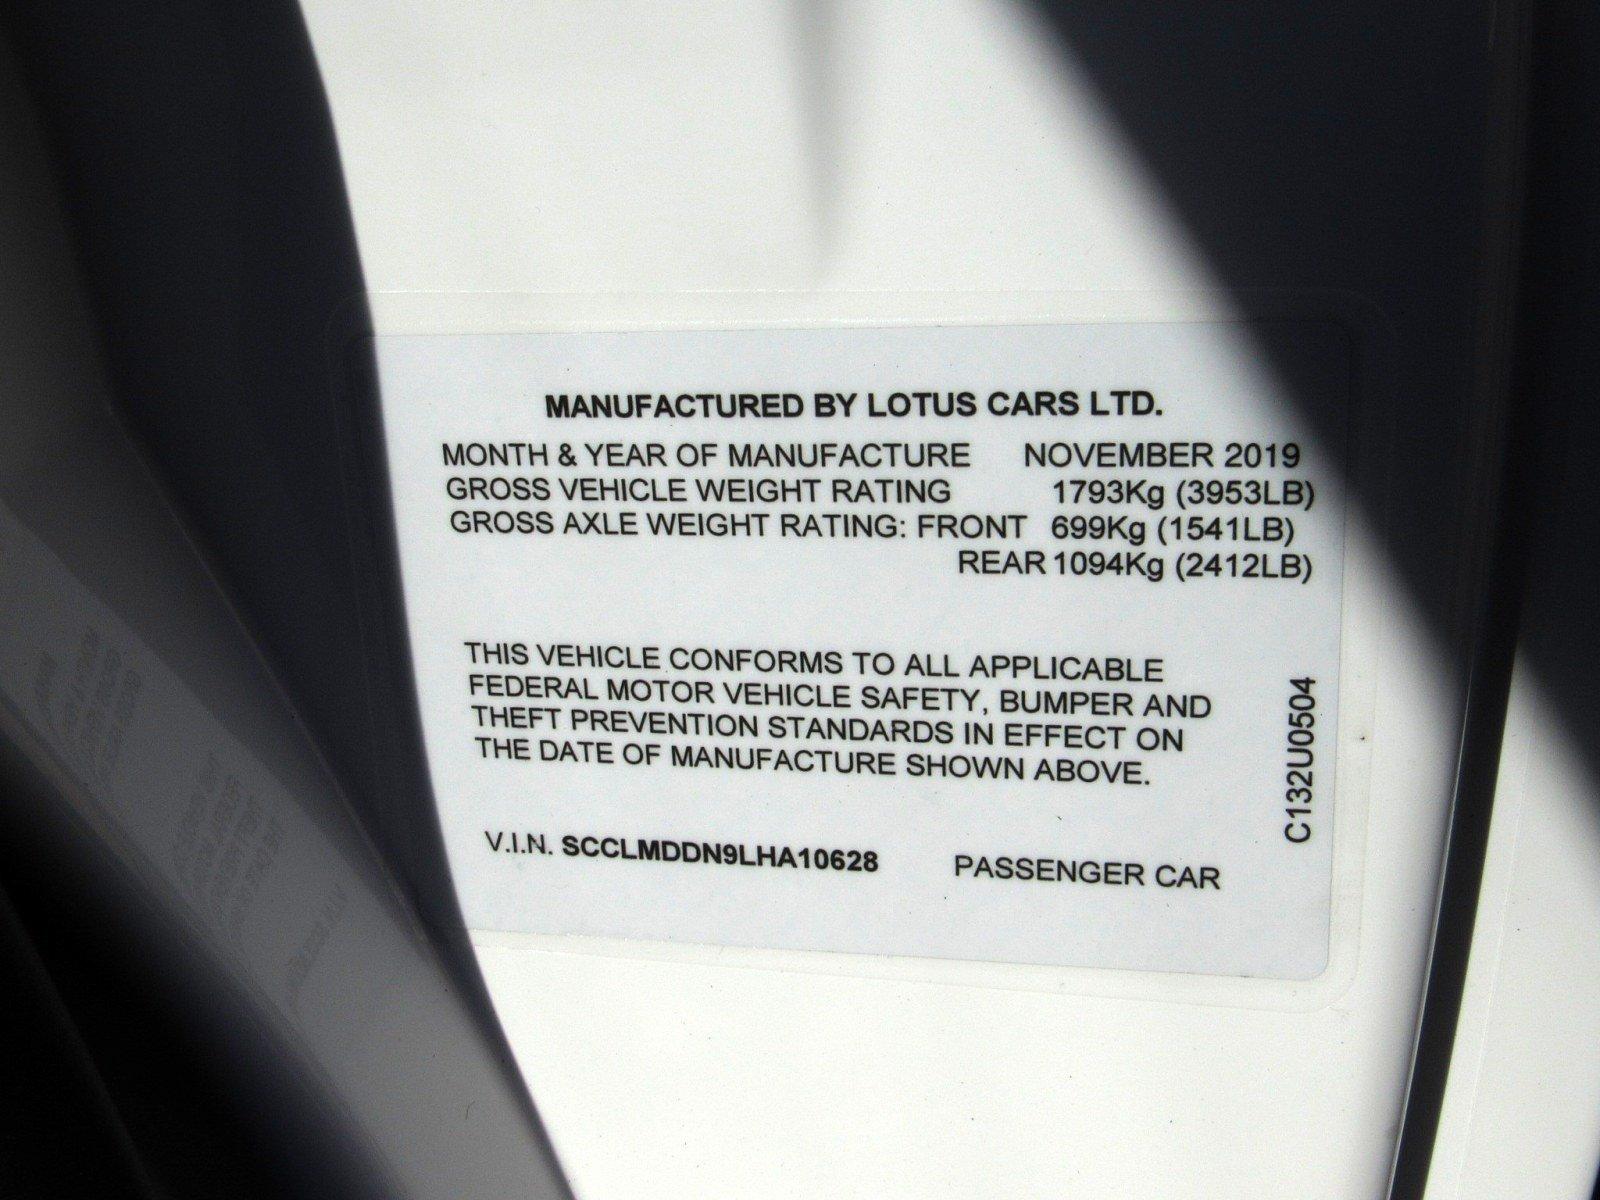 MANUFACTURED BY LOTUS CARS LTD.
MONTH & YEAR OF MANUFACTURE NOVEMBER 2019
GROSS VEHICLE WEIGHT RATING 1793Kg (3953LB)
GROSS AXLE WEIGHT RATING: FRONT 699Kg (1541LB)
REAR 1094Kg (2412LB)
THIS VEHICLE CONFORMS TO ALL APPLICABLE
FEDERAL MOTOR VEHICLE SAFETY, BUMPER AND
THEFT PREVENTION STANDARDS IN EFFECT ON
THE DATE OF MANUFACTURE SHOWN ABOVE.
V.I.N. SCCLMDDN9LHA10628 PASSENGER CAR
C132U0504